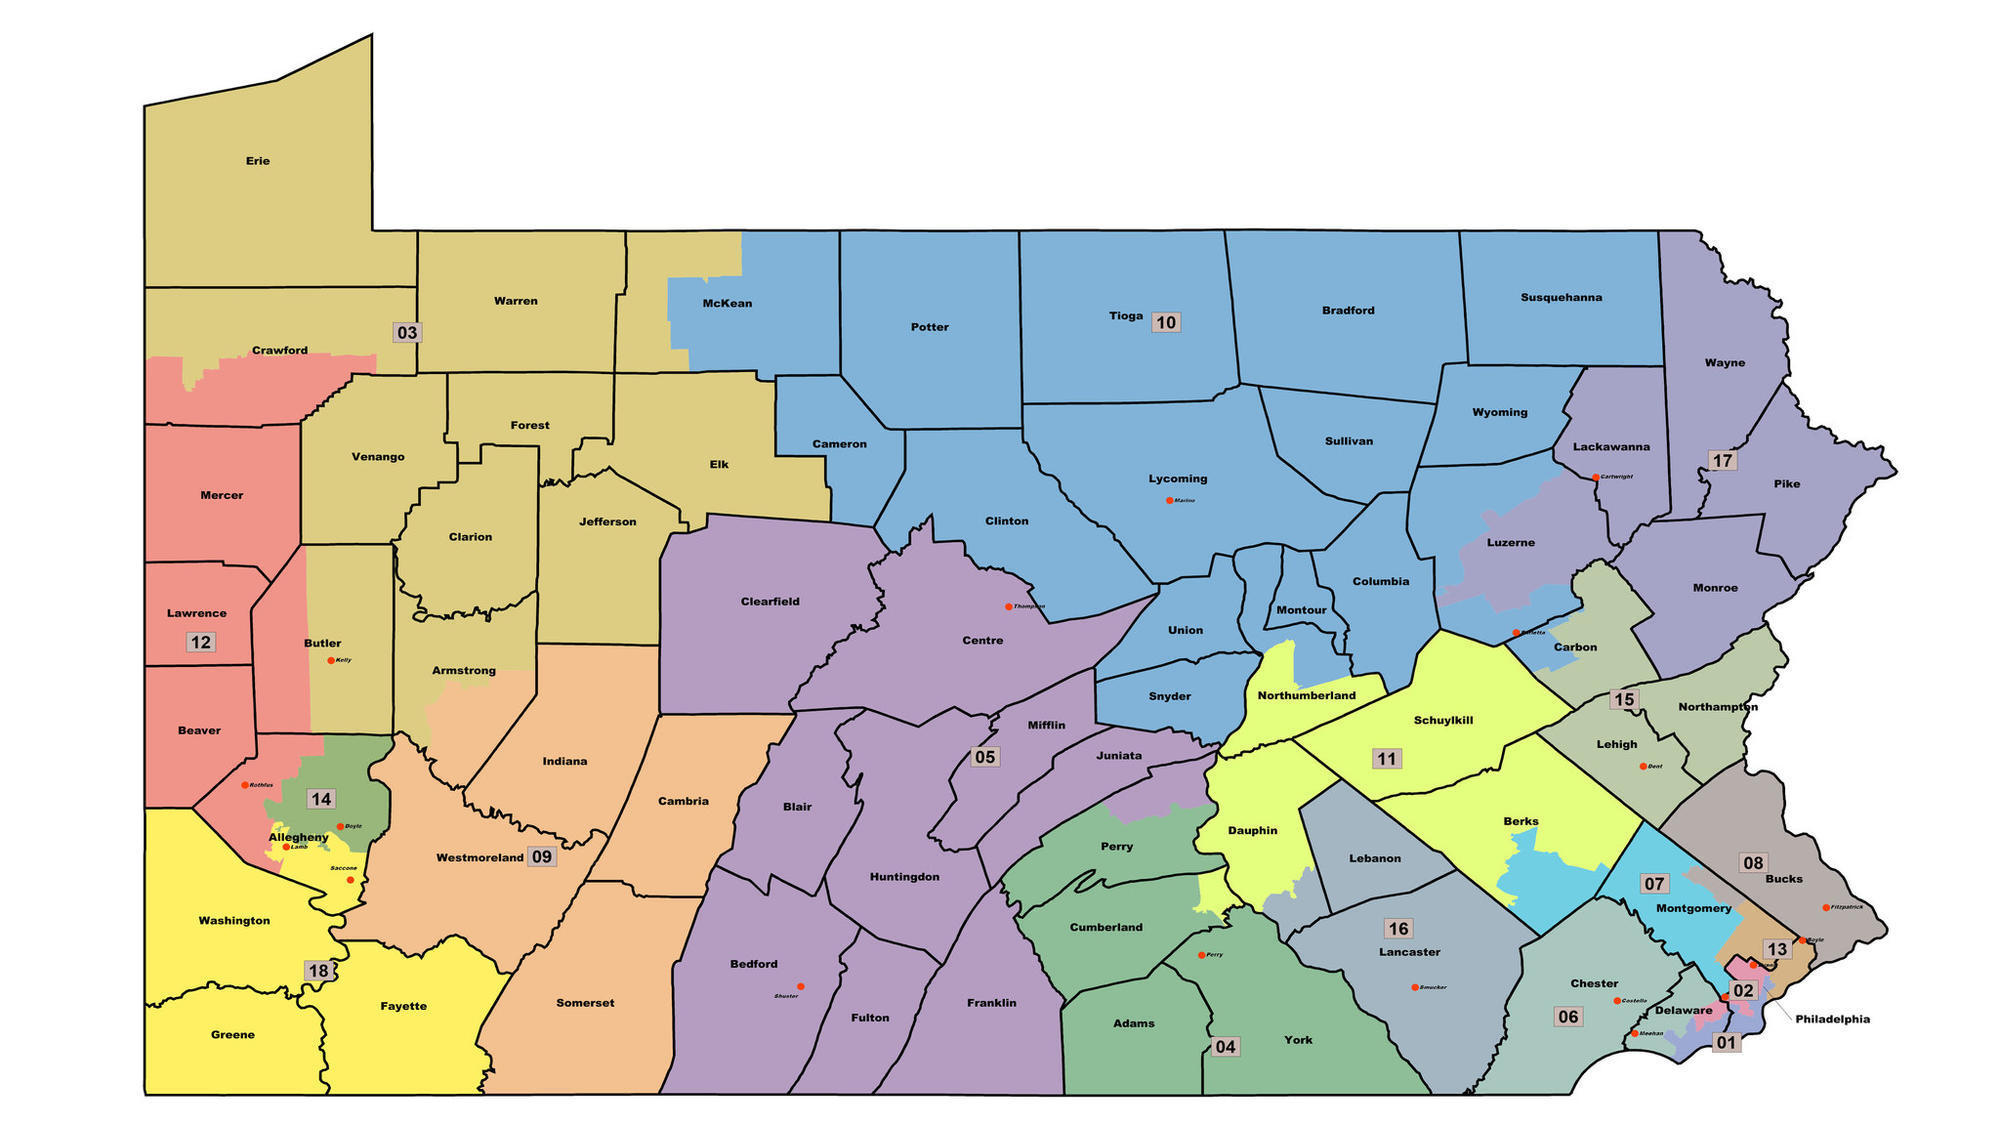 Erie
Warren
McKean
Potter
Tioga
10
Bradford
Susquehanna
03
Crawford
Wayne
Wyoming
Forest
Cameron
Sullivan
Lackawanna
Venango
Elk
17
Cartwright
Mercer
Lycoming
Marino
Pike
Jefferson
Clinton
Clarion
Luzerne
Columbia
Monroe
Clearfield
Thompson
Montour
Lawrence
12
Union
Barletta
Butler
Kelly
Centre
Carbon
Armstrong
Snyder
Northumberland
15
Northampton
Beaver
Mifflin
Schuylkill
Indiana
05
Juniata
11
Lehigh
Dent
Rothfus
14
Cambria
Blair
Doyle
Allegheny
Lamb
Dauphin
Berks
Perry
Westmoreland
09
Saccone
Huntingdon
Lebanon
08
Bucks
07
Montgomery
Fitzpatrick
Washington
Cumberland
16
Lancaster
Boyle
13
Perry
18
Bedford
Shuster
Smucker
Chester
Costello
02
Fayette
Somerset
Fulton
Franklin
Adams
Delaware
Philadelphia
06
Greene
04
York
Meehan
01